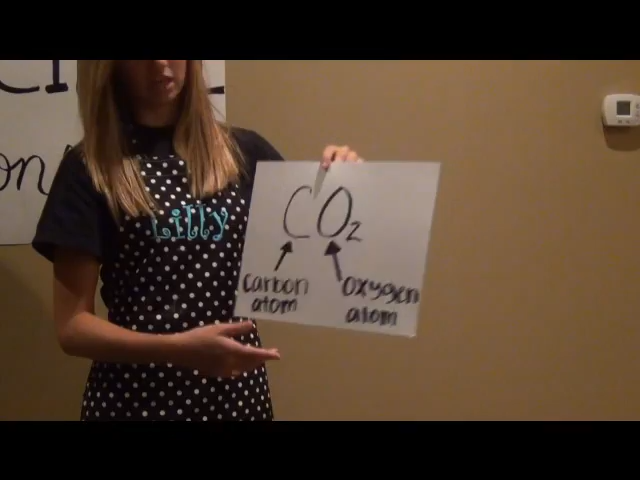 Lilly
CO₂
carbon
atom
oxygen
atom